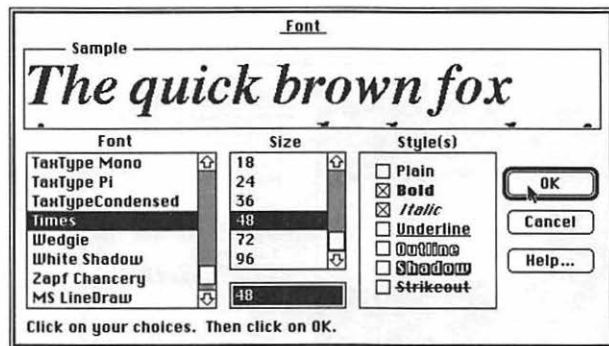 Font
Sample
The quick brown fox
Font
TaxType Mono
TaxType Pi
TaxTypeCondensed
Times
Wedgie
White Shadow
Zapf Chancery
MS LineDraw
Size
18
24
36
48
72
96
48
Style(s)
Plain
Bold
Italic
Underline
Outline
Shadow
Strikeout
OK
Cancel
Help...
Click on your choices. Then click on OK.